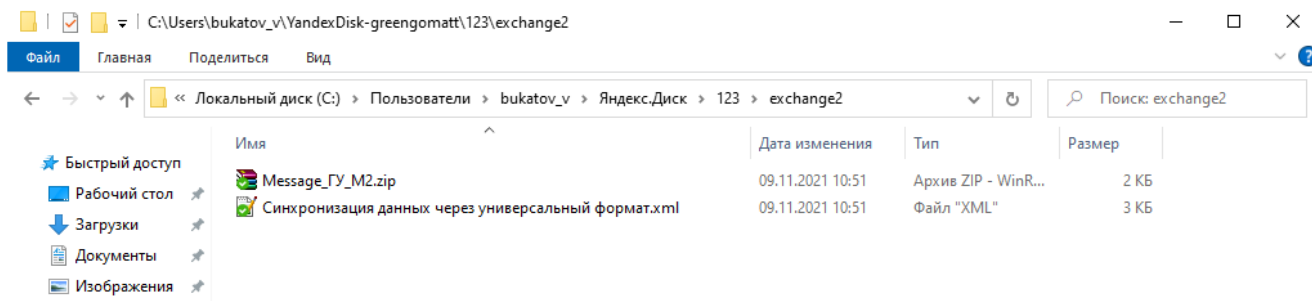 C:\Users\bukatov_v\YandexDisk-greengomatt\123\exchange2
Файл Главная Поделиться Вид
« Локальный диск (C:) › Пользователи › bukatov_v › Яндекс.Диск › 123 › exchange2 Поиск: exchange2
Имя Дата изменения Тип Размер
Быстрый доступ
Message_ГУ_М2.zip 09.11.2021 10:51 Архив ZIP - WinR... 2 КБ
Рабочий стол
Синхронизация данных через универсальный формат.xml 09.11.2021 10:51 Файл "XML" 3 КБ
Загрузки
Документы
Изображения